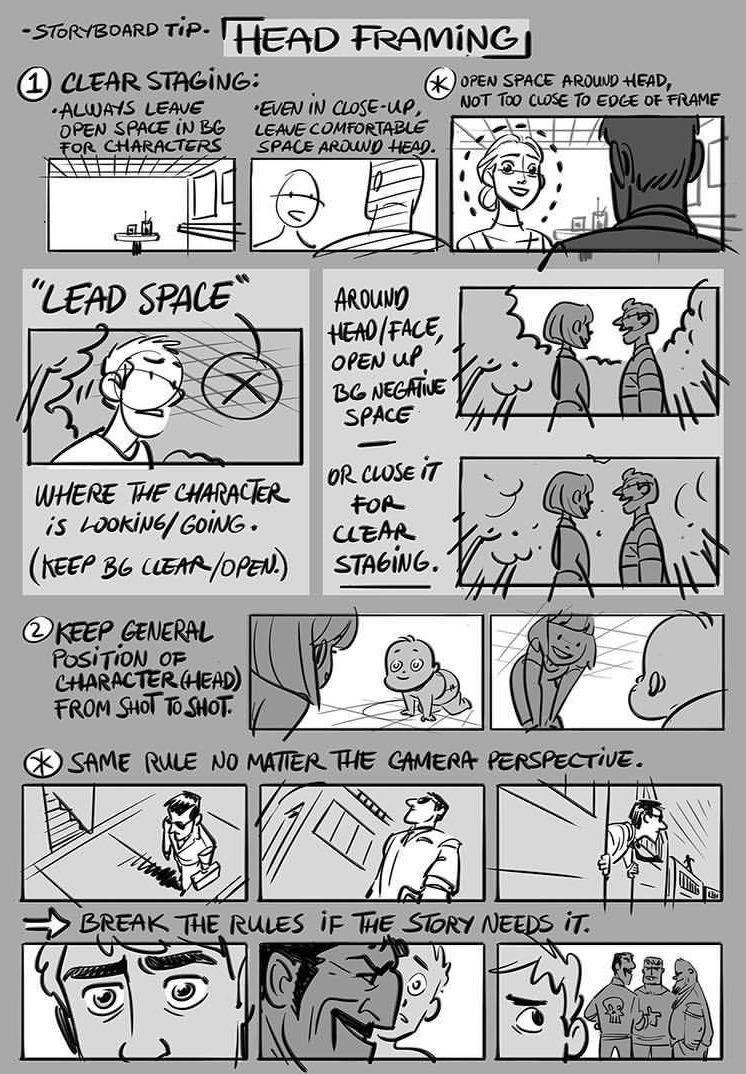 -STORYBOARD TIP-
HEAD FRAMING
1 CLEAR STAGING:
•ALWAYS LEAVE
OPEN SPACE IN BG
FOR CHARACTERS
•EVEN IN CLOSE-UP,
LEAVE COMFORTABLE
SPACE AROUND HEAD.
* OPEN SPACE AROUND HEAD,
NOT TOO CLOSE TO EDGE OF FRAME
"LEAD SPACE"
WHERE THE CHARACTER
IS LOOKING/GOING.
(KEEP BG CLEAR/OPEN.)
AROUND
HEAD/FACE,
OPEN UP
BG NEGATIVE
SPACE
—
OR CLOSE IT
FOR
CLEAR
STAGING.
2 KEEP GENERAL
POSITION OF
CHARACTER (HEAD)
FROM SHOT TO SHOT.
* SAME RULE NO MATTER THE CAMERA PERSPECTIVE.
→ BREAK THE RULES IF THE STORY NEEDS IT.